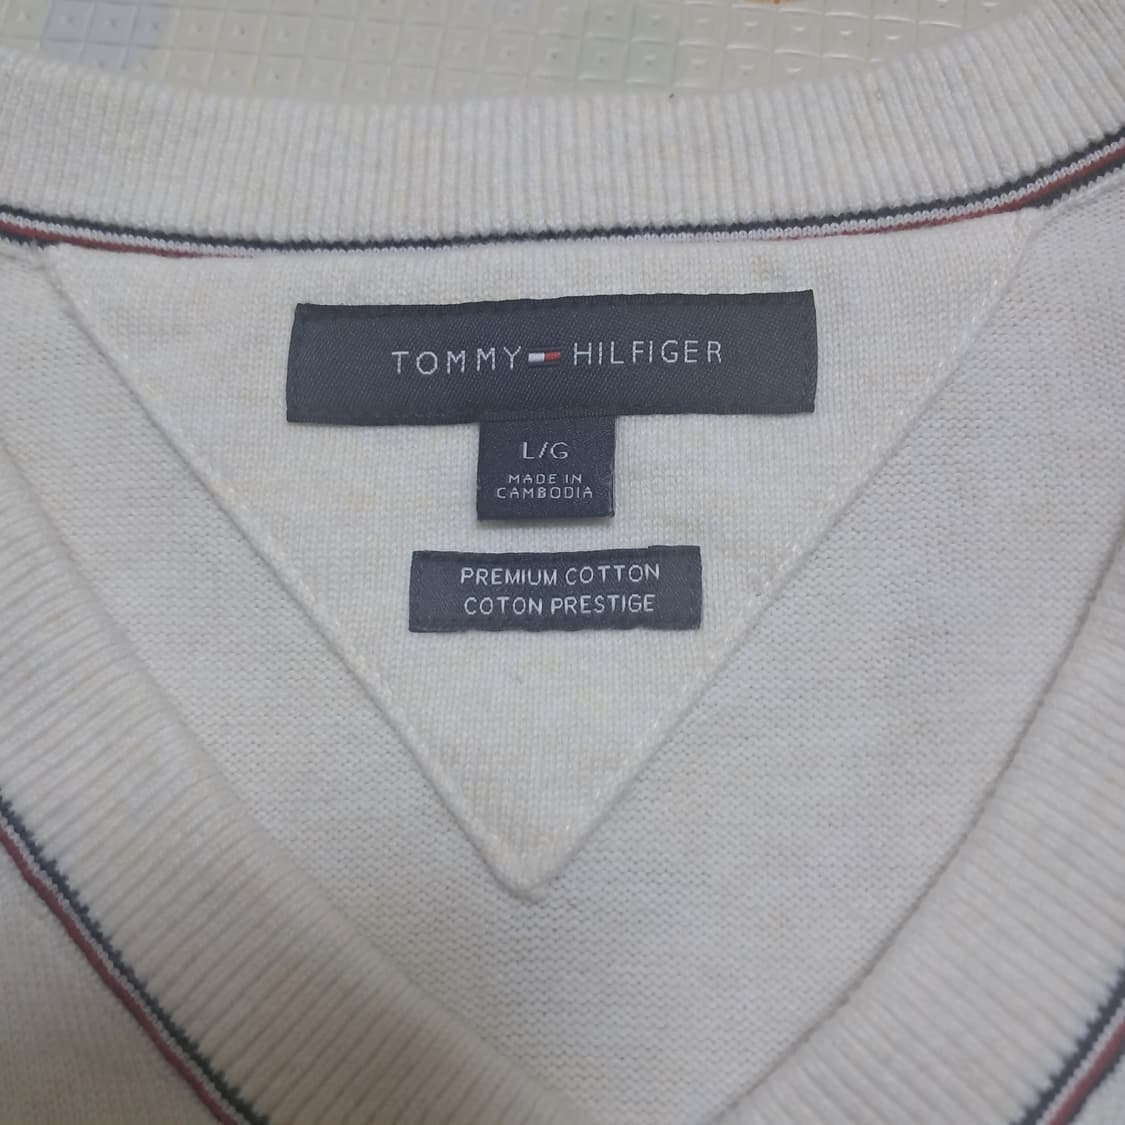 TOMMY HILFIGER
L/G
MADE IN
CAMBODIA
PREMIUM COTTON
COTON PRESTIGE